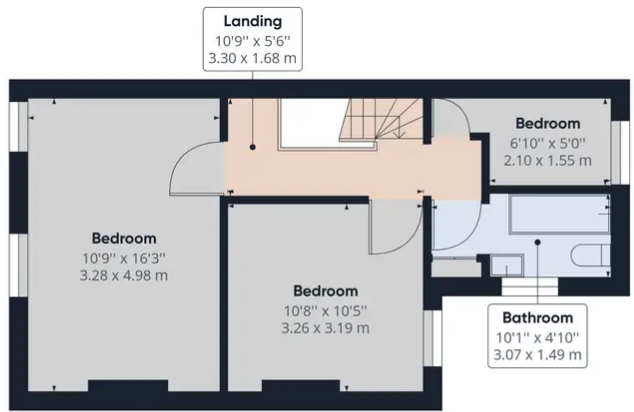 Landing
10'9'' x 5'6''
3.30 x 1.68 m
Bedroom
6'10'' x 5'0''
2.10 x 1.55 m
Bedroom
10'9'' x 16'3''
3.28 x 4.98 m
Bedroom
10'8'' x 10'5''
3.26 x 3.19 m
Bathroom
10'1'' x 4'10''
3.07 x 1.49 m